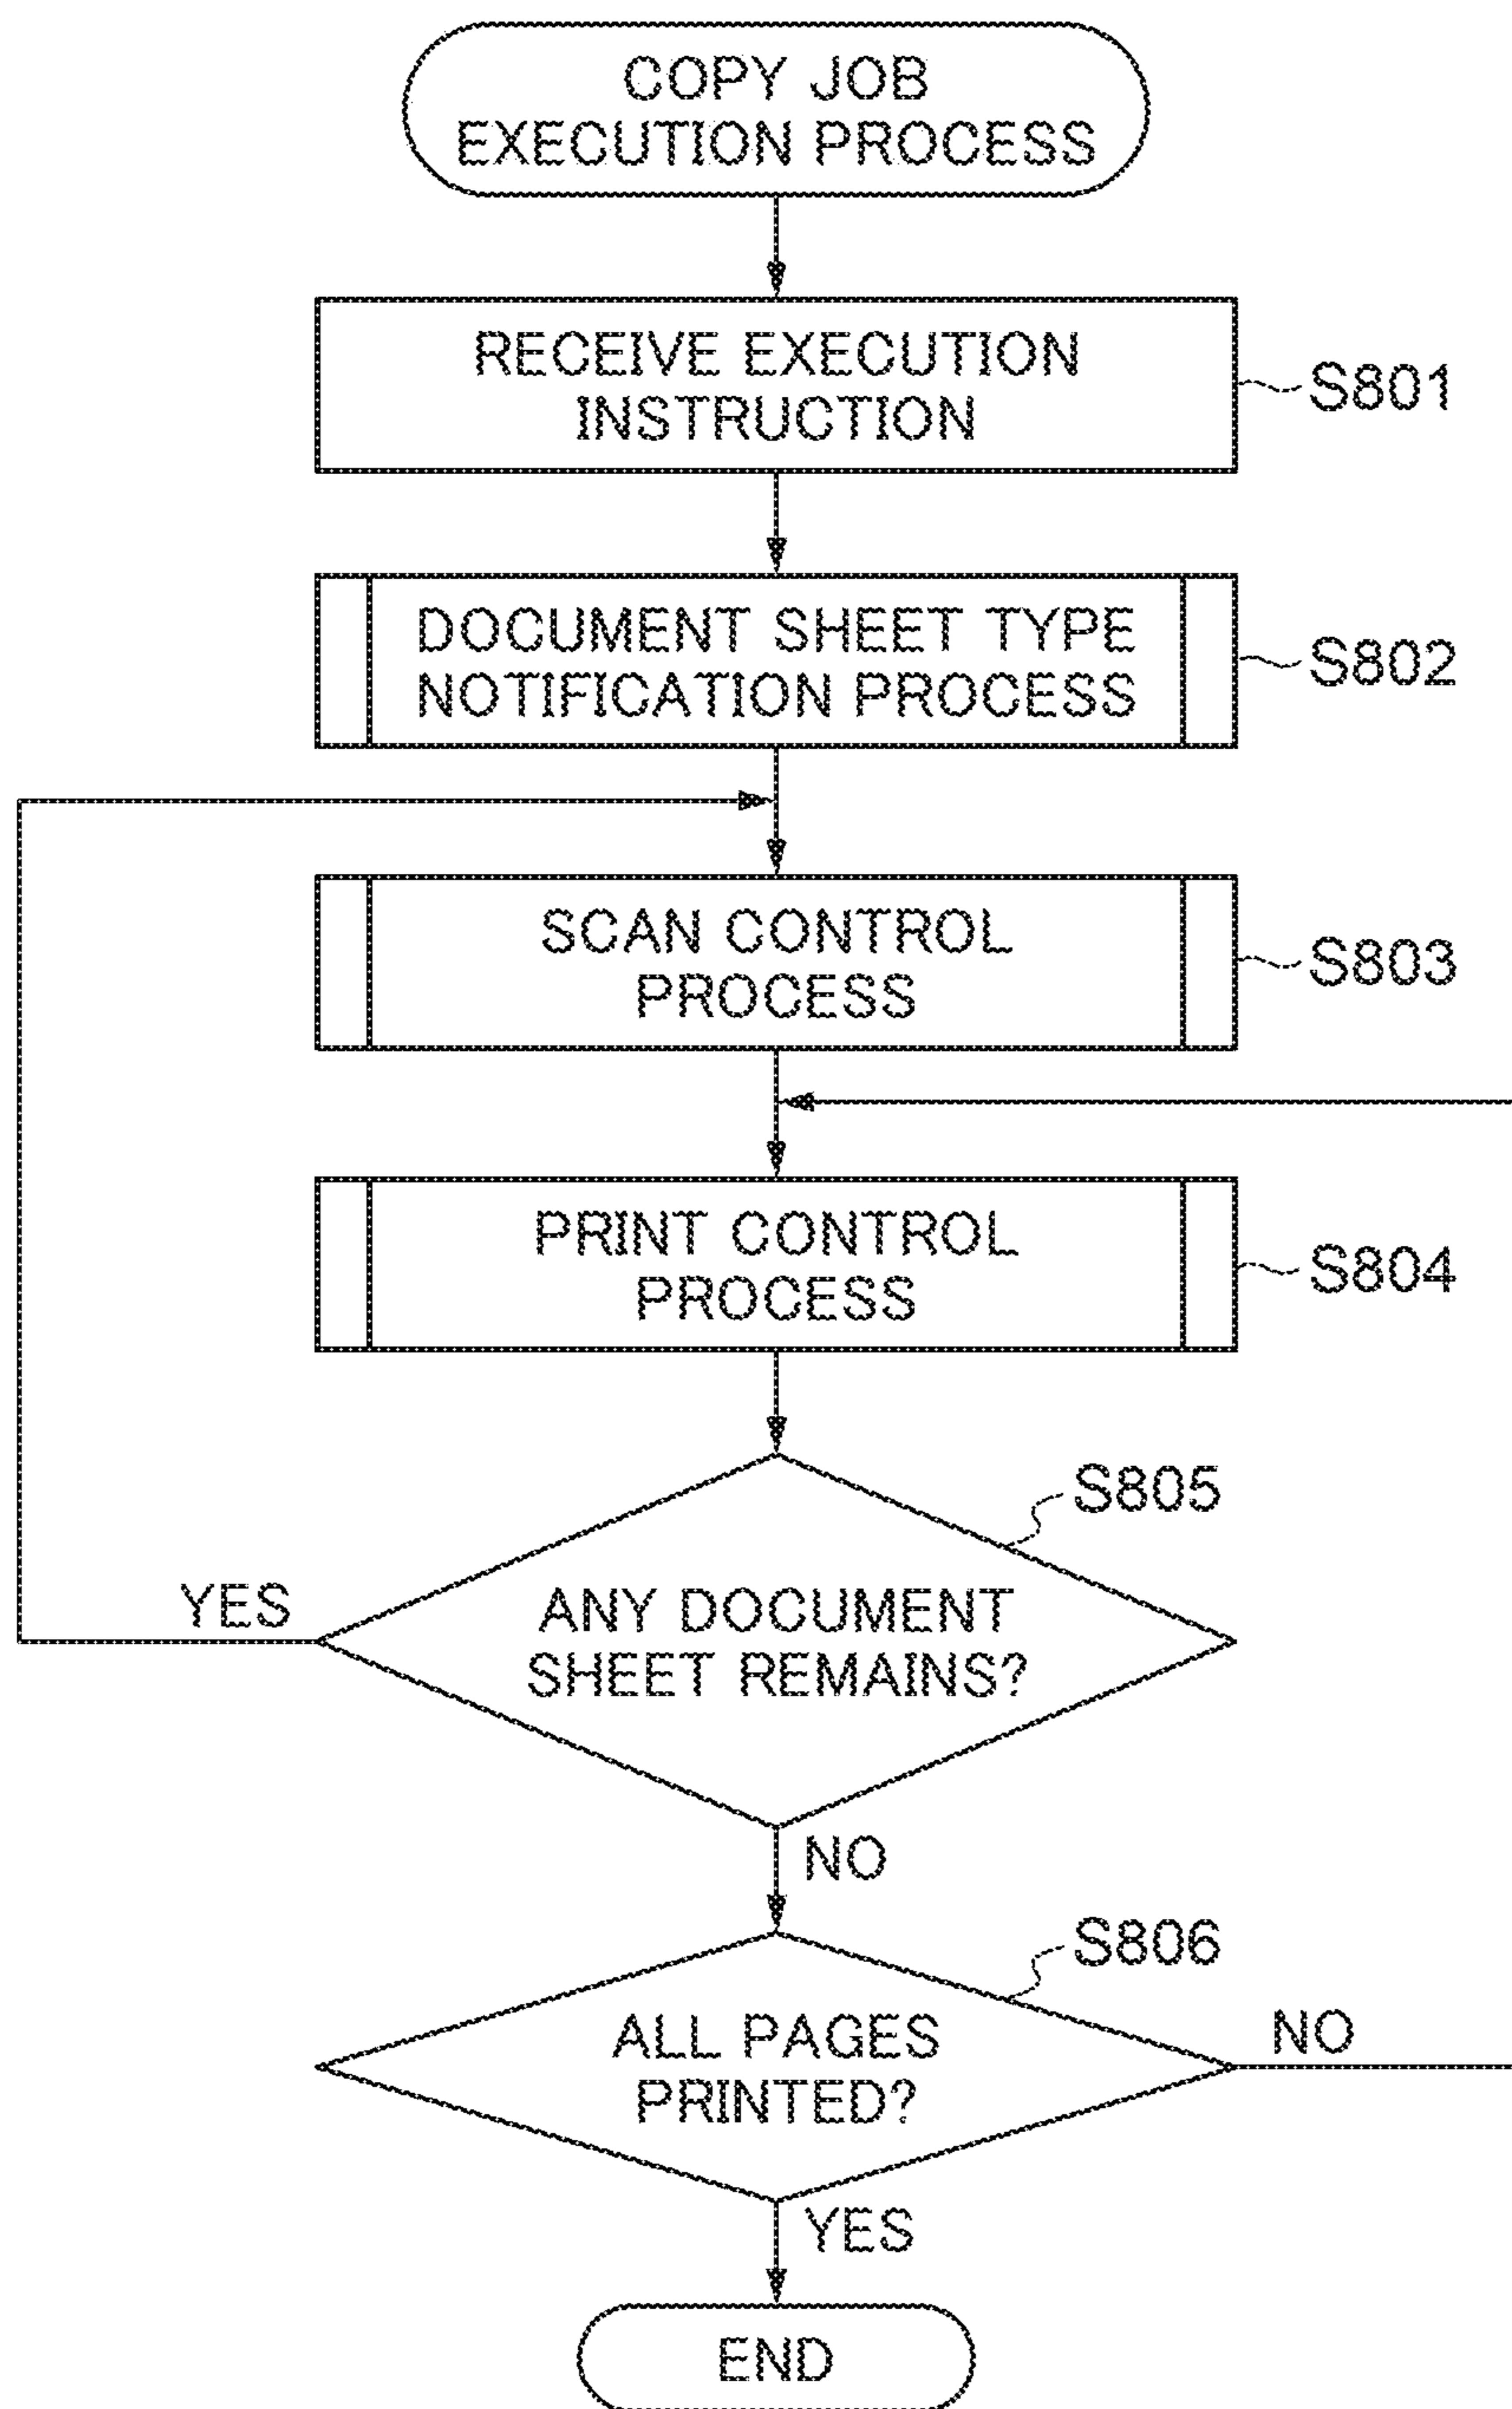 COPY JOB
EXECUTION PROCESS
RECEIVE EXECUTION
INSTRUCTION
S801
DOCUMENT SHEET TYPE
NOTIFICATION PROCESS
S802
SCAN CONTROL
PROCESS
S803
PRINT CONTROL
PROCESS
S804
S805
ANY DOCUMENT
SHEET REMAINS?
YES
NO
S806
ALL PAGES
PRINTED?
NO
YES
END